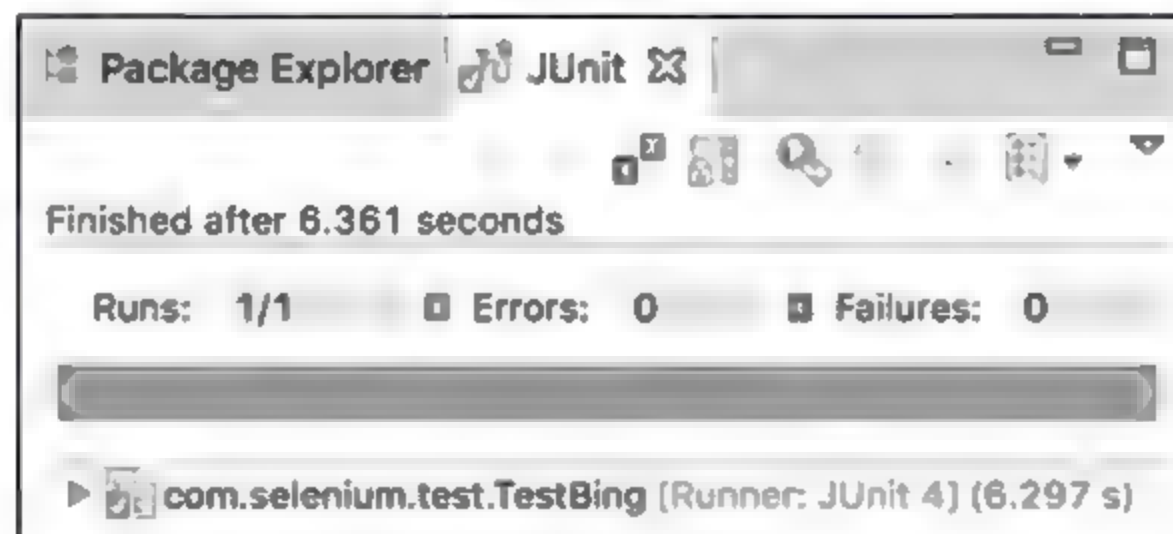 Package Explorer JUnit
Finished after 6.361 seconds
Runs: 1/1 Errors: 0 Failures: 0
com.selenium.test.TestBing [Runner: JUnit 4] (6.297 s)